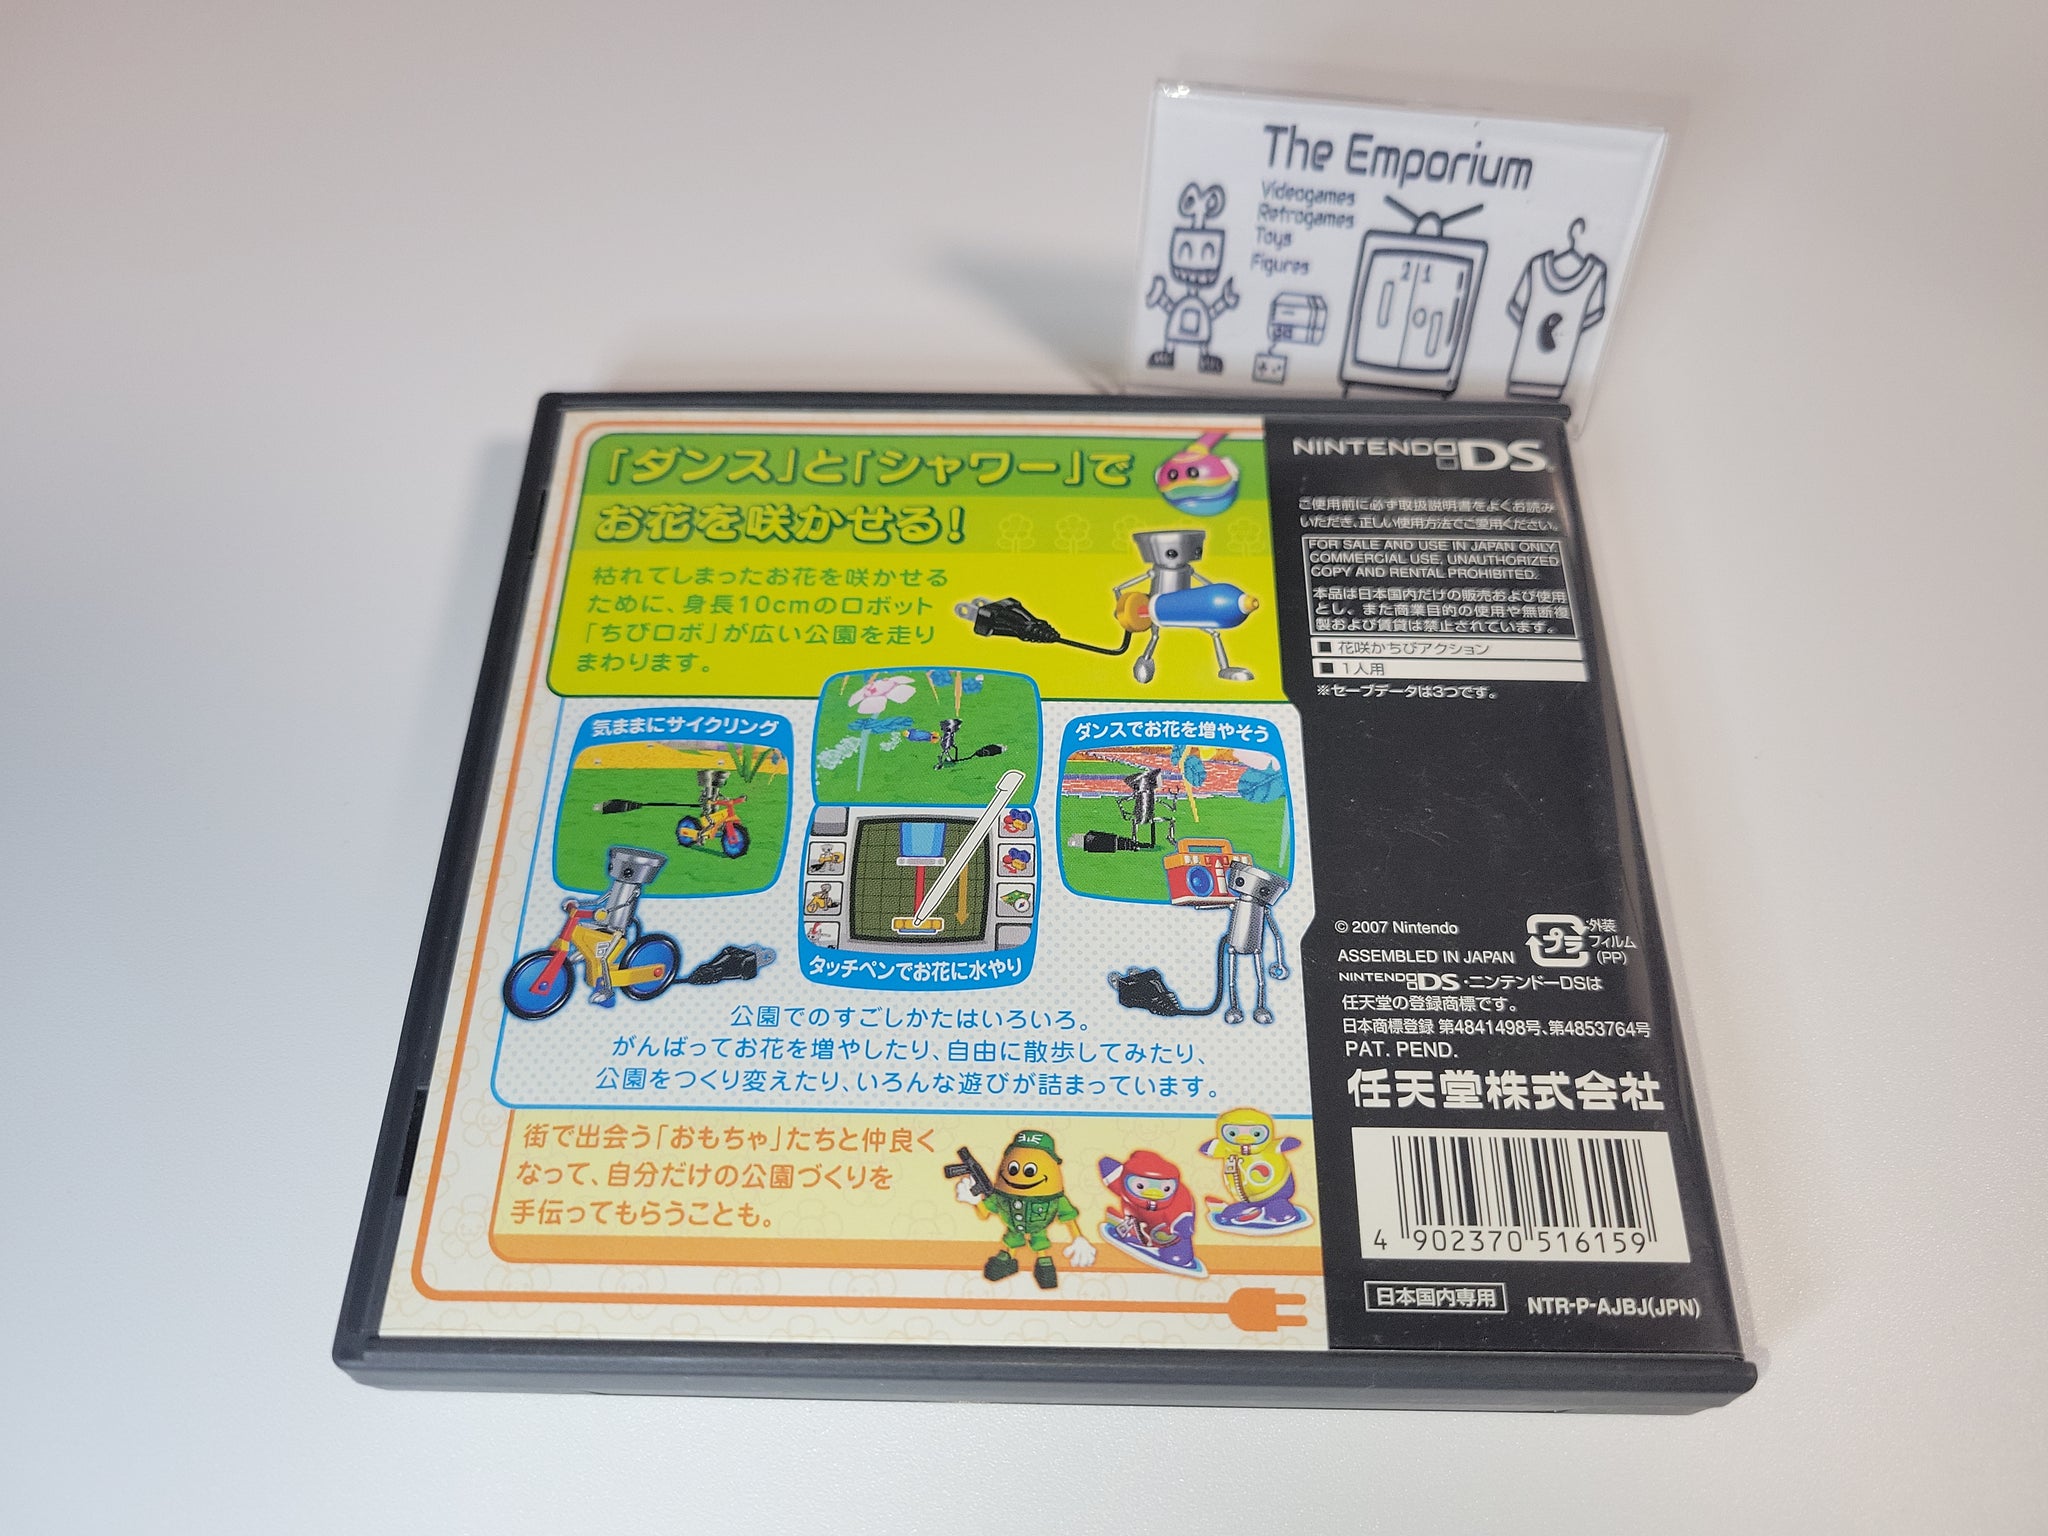 The Emporium
Videogames
Retrogames
Toys
Figures
「ダンス」と「シャワー」で
お花を咲かせる!
枯れてしまったお花を咲かせる
ために、身長10cmのロボット
「ちびロボ」が広い公園を走り
まわります。
気ままにサイクリング
ダンスでお花を増やそう
タッチペンでお花に水やり
公園でのすごしかたはいろいろ。
がんばってお花を増やしたり、自由に散歩してみたり、
公園をつくり変えたり、いろんな遊びが詰まっています。
街で出会う「おもちゃ」たちと仲良く
なって、自分だけの公園づくりを
手伝ってもらうことも。
NINTENDO DS
ご使用前に必ず取扱説明書をよくお読み
いただき、正しい使用方法でご愛用ください。
FOR SALE AND USE IN JAPAN ONLY.
COMMERCIAL USE, UNAUTHORIZED
COPY AND RENTAL PROHIBITED.
本品は日本国内だけの販売および使用
とし、また商業目的の使用や無断複
製および賃貸は禁止されています。
■ 花咲かちびアクション
■ 1人用
※セーブデータは3つです。
© 2007 Nintendo
ASSEMBLED IN JAPAN
プラ
外装
フィルム
(PP)
NINTENDO DS・ニンテンドーDSは
任天堂の登録商標です。
日本商標登録 第4841498号、第4853764号
PAT. PEND.
任天堂株式会社
4 902370 516159
日本国内専用
NTR-P-AJBJ(JPN)